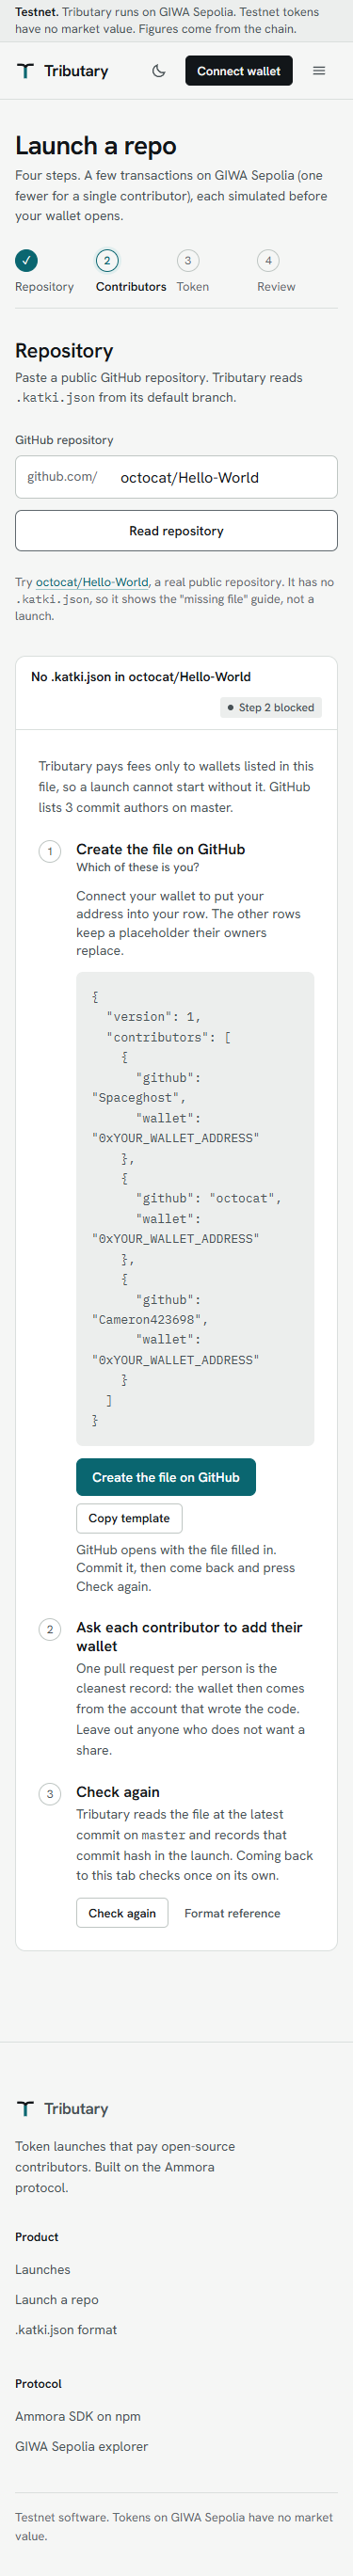 Testnet. Tributary runs on GIWA Sepolia. Testnet tokens
have no market value. Figures come from the chain.
Tributary
Connect wallet
Launch a repo
Four steps. A few transactions on GIWA Sepolia (one
fewer for a single contributor), each simulated before
your wallet opens.
2
3
4
Repository
Contributors
Token
Review
Repository
Paste a public GitHub repository. Tributary reads
.katki.json from its default branch.
GitHub repository
github.com/
octocat/Hello-World
Read repository
Try octocat/Hello-World, a real public repository. It has no
.katki.json, so it shows the "missing file" guide, not a
launch.
No .katki.json in octocat/Hello-World
Step 2 blocked
Tributary pays fees only to wallets listed in this
file, so a launch cannot start without it. GitHub
lists 3 commit authors on master.
1
Create the file on GitHub
Which of these is you?
Connect your wallet to put your
address into your row. The other rows
keep a placeholder their owners
replace.
{
"version": 1,
"contributors": [
{
"github":
"Spaceghost",
"wallet":
"0xYOUR_WALLET_ADDRESS"
},
{
"github": "octocat",
"wallet":
"0xYOUR_WALLET_ADDRESS"
},
{
"github":
"Cameron423698",
"wallet":
"0xYOUR_WALLET_ADDRESS"
}
]
}
Create the file on GitHub
Copy template
GitHub opens with the file filled in.
Commit it, then come back and press
Check again.
2
Ask each contributor to add their
wallet
One pull request per person is the
cleanest record: the wallet then comes
from the account that wrote the code.
Leave out anyone who does not want a
share.
3
Check again
Tributary reads the file at the latest
commit on master and records that
commit hash in the launch. Coming back
to this tab checks once on its own.
Check again
Format reference
Tributary
Token launches that pay open-source
contributors. Built on the Ammora
protocol.
Product
Launches
Launch a repo
.katki.json format
Protocol
Ammora SDK on npm
GIWA Sepolia explorer
Testnet software. Tokens on GIWA Sepolia have no market
value.